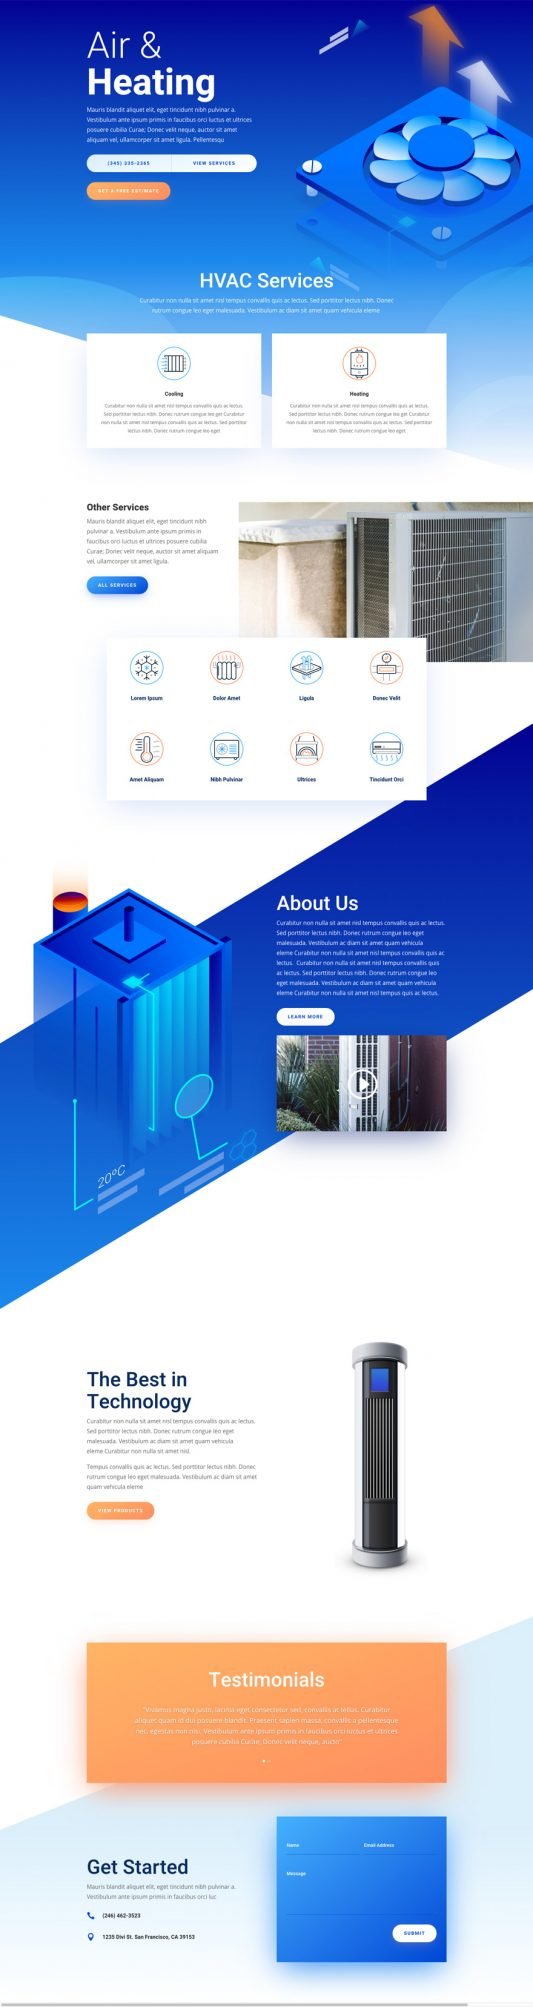 Air &
Heating
Mauris blandit aliquet elit, eget tincidunt nibh pulvinar a.
Vestibulum ante ipsum primis in faucibus orci luctus et ultrices
posuere cubilia Curae; Donec velit neque, auctor sit amet
aliquam vel, ullamcorper sit amet ligula. Pellentesqu
(345) 235-2365
VIEW SERVICES
GET A FREE ESTIMATE
HVAC Services
Curabitur non nulla sit amet nisl tempus convallis quis ac lectus. Sed porttitor lectus nibh. Donec
rutrum congue leo eget malesuada. Vestibulum ac diam sit amet quam vehicula eleme
Cooling
Curabitur non nulla sit amet nisl tempus convallis quis ac lectus.
Sed porttitor lectus nibh. Donec rutrum congue leo get Curabitur
non nulla sit amet nisl tempus convallis quis ac lectus. Sed
porttitor lectus nibh. Donec rutrum congue leo eget
Heating
Curabitur non nulla sit amet nisl tempus convallis quis ac lectus.
Sed porttitor lectus nibh. Donec rutrum congue leo get Curabitur
non nulla sit amet nisl tempus convallis quis ac lectus. Sed
porttitor lectus nibh. Donec rutrum congue leo eget
Other Services
Mauris blandit aliquet elit, eget tincidunt nibh
pulvinar a. Vestibulum ante ipsum primis in
faucibus orci luctus et ultrices posuere cubilia
Curae; Donec velit neque, auctor sit amet aliquam
vel, ullamcorper sit amet ligula.
ALL SERVICES
Lorem Ipsum
Dolor Amet
Ligula
Donec Velit
Amet Aliquam
Nibh Pulvinar
Ultrices
Tincidunt Orci
About Us
Curabitur non nulla sit amet nisl tempus convallis quis ac lectus.
Sed porttitor lectus nibh. Donec rutrum congue leo eget
malesuada. Vestibulum ac diam sit amet quam vehicula
eleme Curabitur non nulla sit amet nisl tempus convallis quis ac
lectus. Curabitur non nulla sit amet nisl tempus convallis quis
ac lectus. Sed porttitor lectus nibh. Donec rutrum congue leo
eget malesuada. Vestibulum ac diam sit amet quam vehicula
eleme Curabitur non nulla sit amet nisl tempus convallis quis ac lectus.
LEARN MORE
20°C
The Best in
Technology
Curabitur non nulla sit amet nisl tempus convallis quis ac lectus.
Sed porttitor lectus nibh. Donec rutrum congue leo eget
malesuada. Vestibulum ac diam sit amet quam vehicula
eleme Curabitur non nulla sit amet nisl.
Tempus convallis quis ac lectus. Sed porttitor lectus nibh. Donec
rutrum congue leo eget malesuada. Vestibulum ac diam sit amet
quam vehicula eleme
VIEW PRODUCTS
Testimonials
"Vivamus magna justo, lacinia eget consectetur sed, convallis at tellus. Curabitur
aliquet quam id dui posuere blandit. Praesent sapien massa, convallis a pellentesque
nec, egestas non nisi. Vestibulum ante ipsum primis in faucibus orci luctus et ultrices
posuere cubilia Curae; Donec velit neque, aucto"
Get Started
Mauris blandit aliquet elit, eget tincidunt nibh pulvinar a.
Vestibulum ante ipsum primis in faucibus orci luc
(246) 462-3523
1235 Divi St. San Francisco, CA 39153
Name
Email Address
Message
SUBMIT